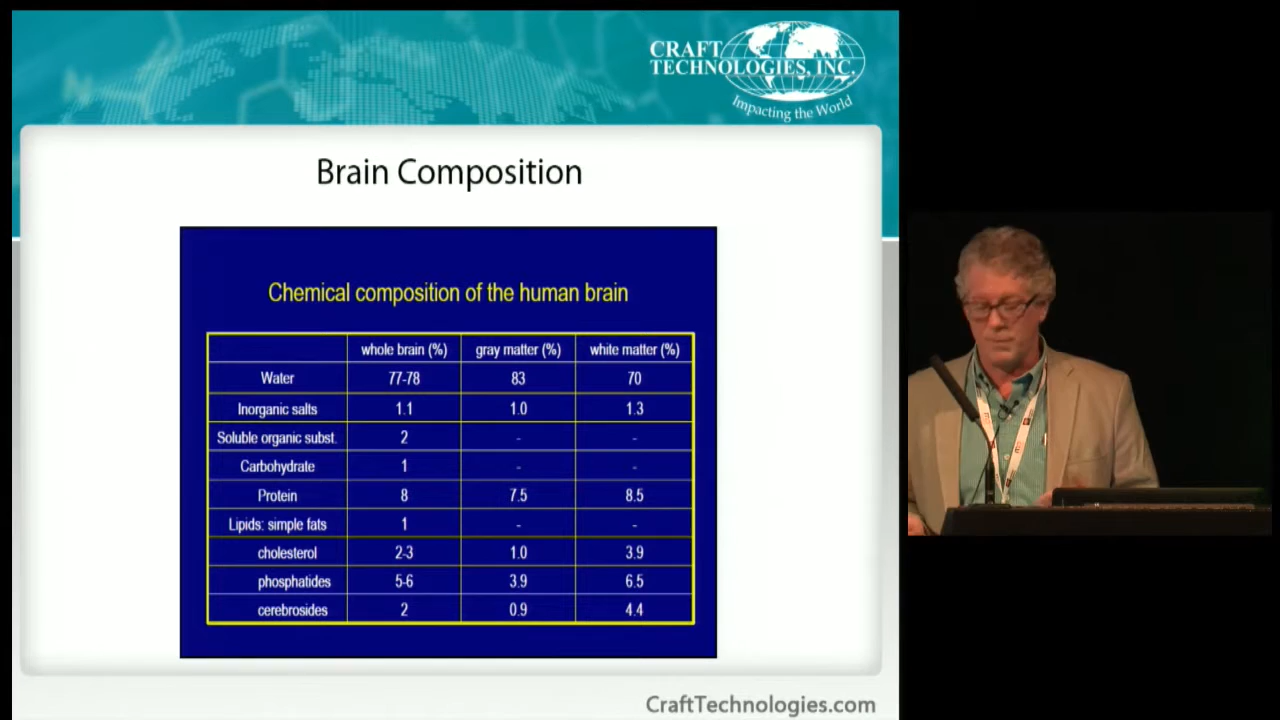 CRAFT
TECHNOLOGIES, INC.
Impacting the World
Brain Composition
Chemical composition of the human brain
whole brain (%) gray matter (%) white matter (%)
Water 77-78 83 70
Inorganic salts 1.1 1.0 1.3
Soluble organic subst. 2 - -
Carbohydrate 1 - -
Protein 8 7.5 8.5
Lipids: simple fats 1 - -
cholesterol 2-3 1.0 3.9
phosphatides 5-6 3.9 6.5
cerebrosides 2 0.9 4.4
CraftTechnologies.com